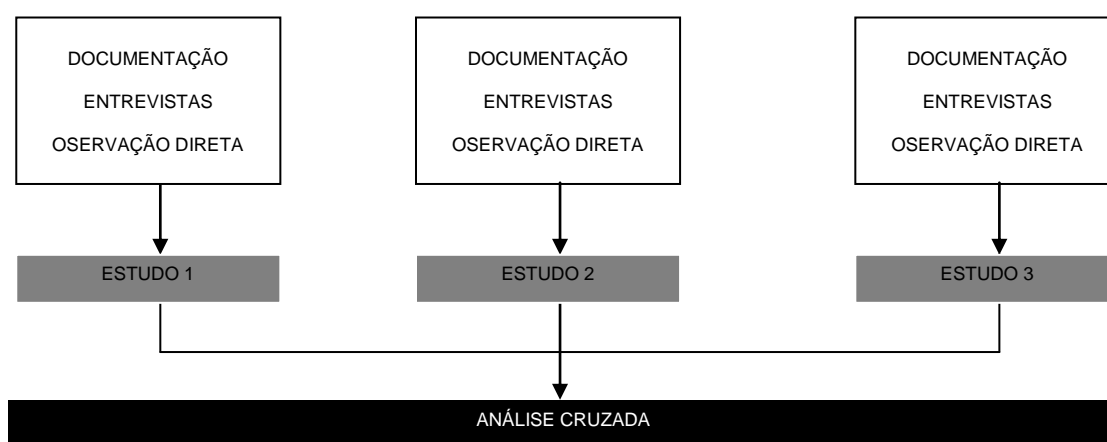 DOCUMENTAÇÃO
ENTREVISTAS
OSERVAÇÃO DIRETA
DOCUMENTAÇÃO
ENTREVISTAS
OSERVAÇÃO DIRETA
DOCUMENTAÇÃO
ENTREVISTAS
OSERVAÇÃO DIRETA
ESTUDO 1
ESTUDO 2
ESTUDO 3
ANÁLISE CRUZADA